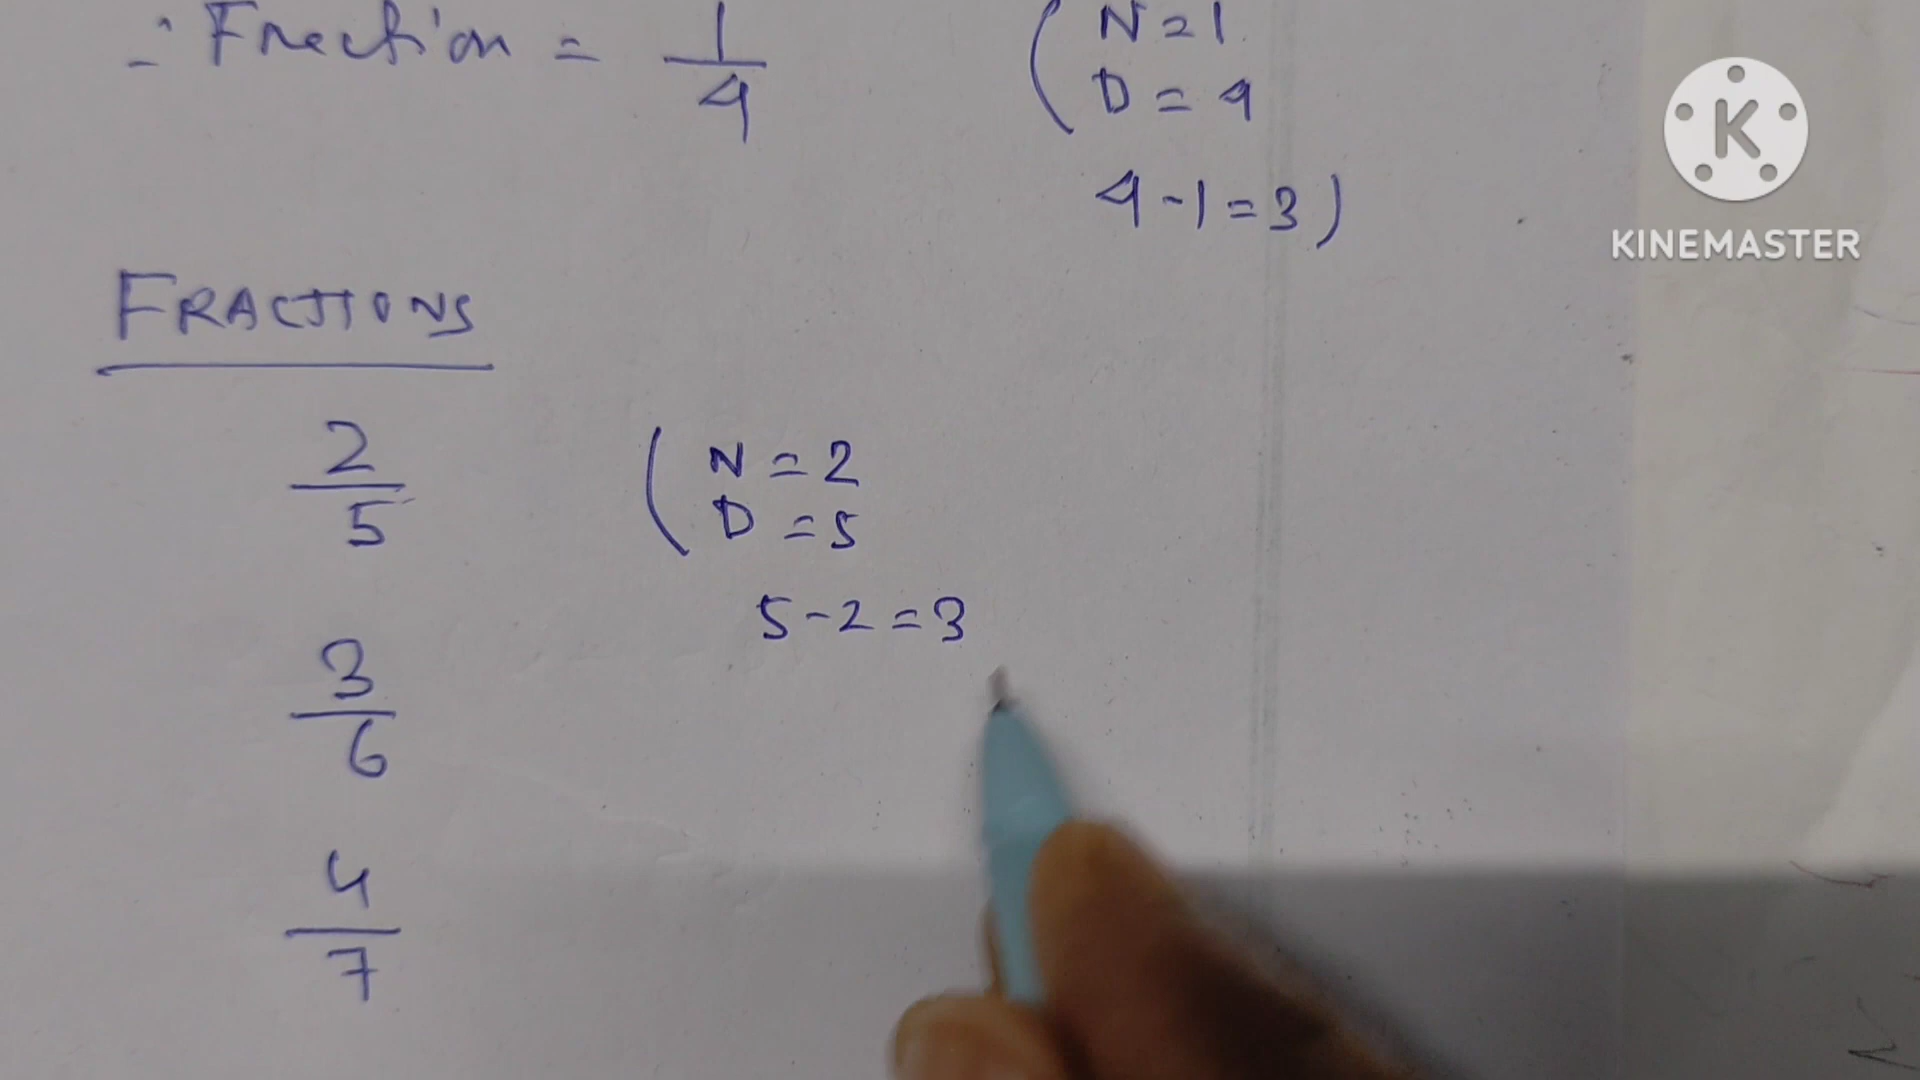 ∴ Fraction = 1/4
( N = 1
D = 4
4 - 1 = 3 )
KINEMASTER
FRACTIONS
2/5
( N = 2
D = 5
5 - 2 = 3
3/6
4/7